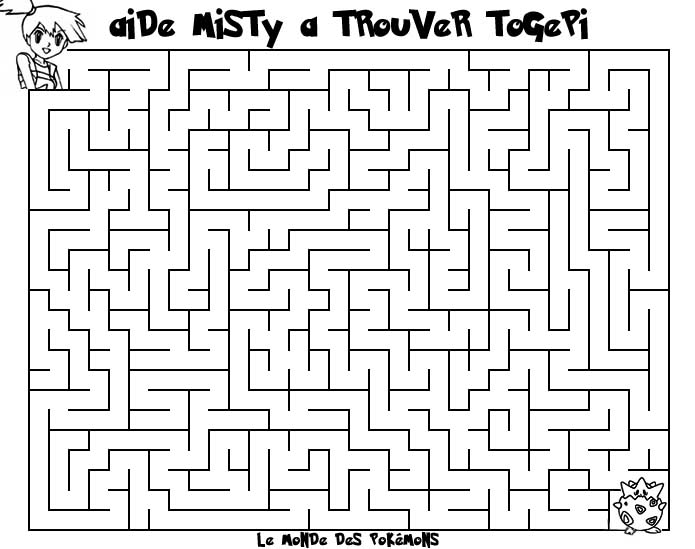 aiDe MiSTy a TRouVeR ToGePi
Le MoNDe DeS PoKéMoNS